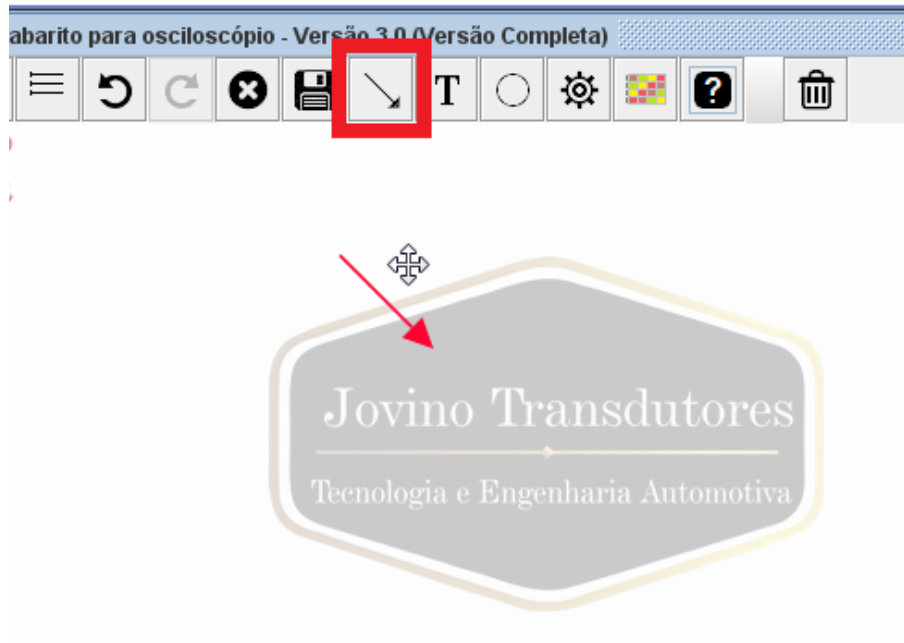 abarito para osciloscópio - Versão 3.0 (Versão Completa)
T
?
Jovino Transdutores
Tecnologia e Engenharia Automotiva